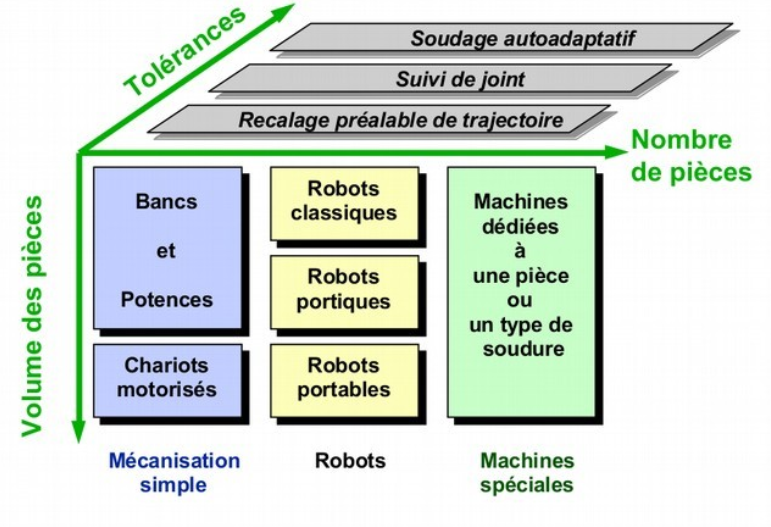 Tolérances
Soudage autoadaptatif
Suivi de joint
Recalage préalable de trajectoire
Nombre
de pièces
Volume des pièces
Bancs
et
Potences
Chariots
motorisés
Robots
classiques
Robots
portiques
Robots
portables
Machines
dédiées
à
une pièce
ou
un type de
soudure
Mécanisation
simple
Robots
Machines
spéciales